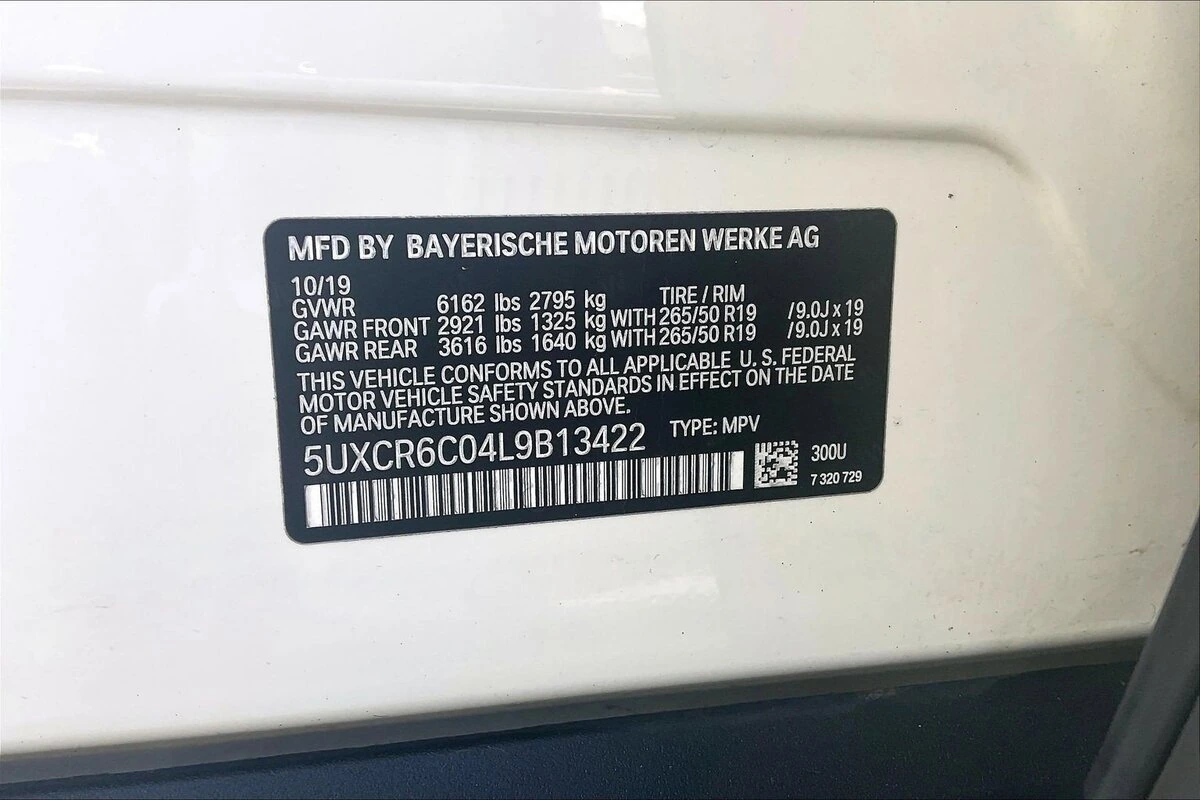 MFD BY BAYERISCHE MOTOREN WERKE AG
10/19
GVWR 6162 lbs 2795 kg TIRE / RIM
GAWR FRONT 2921 lbs 1325 kg WITH 265/50 R19 /9.0J x 19
GAWR REAR 3616 lbs 1640 kg WITH 265/50 R19 /9.0J x 19
THIS VEHICLE CONFORMS TO ALL APPLICABLE U. S. FEDERAL
MOTOR VEHICLE SAFETY STANDARDS IN EFFECT ON THE DATE
OF MANUFACTURE SHOWN ABOVE.
5UXCR6C04L9B13422 TYPE: MPV
300U
7 320 729